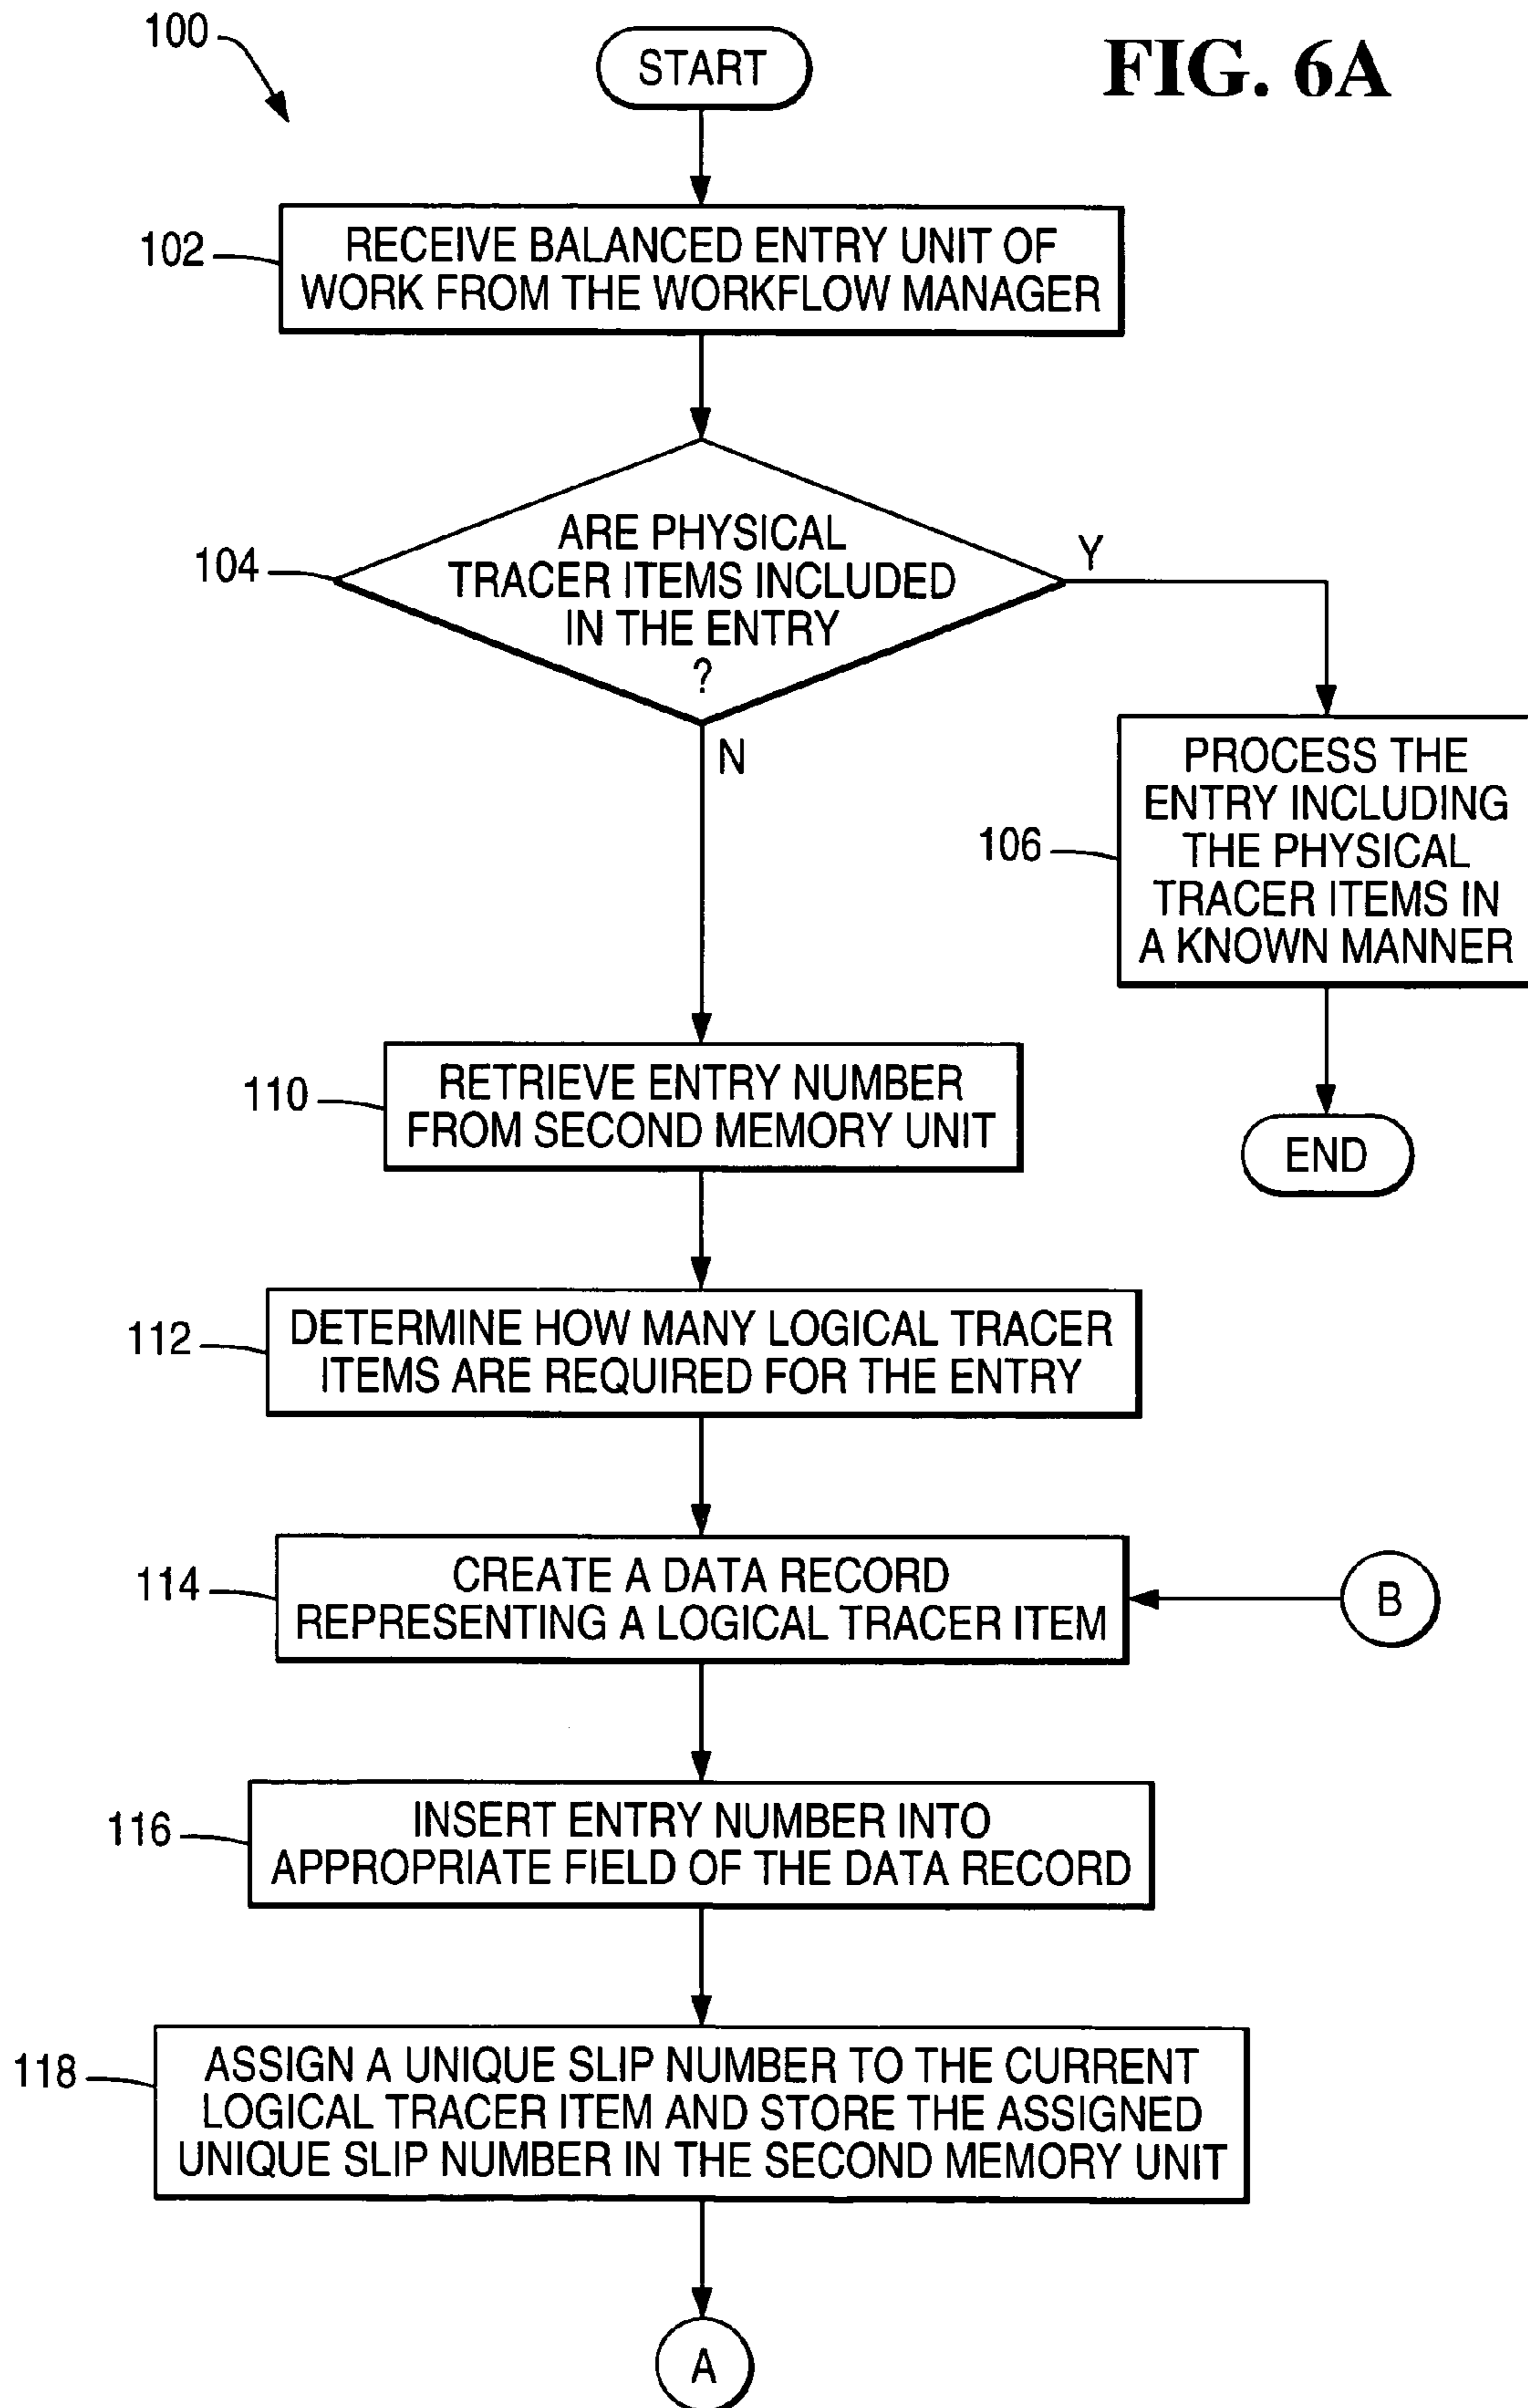 100
START
FIG. 6A
102
RECEIVE BALANCED ENTRY UNIT OF
WORK FROM THE WORKFLOW MANAGER
104
ARE PHYSICAL
TRACER ITEMS INCLUDED
IN THE ENTRY
?
Y
N
106
PROCESS THE
ENTRY INCLUDING
THE PHYSICAL
TRACER ITEMS IN
A KNOWN MANNER
END
110
RETRIEVE ENTRY NUMBER
FROM SECOND MEMORY UNIT
112
DETERMINE HOW MANY LOGICAL TRACER
ITEMS ARE REQUIRED FOR THE ENTRY
114
CREATE A DATA RECORD
REPRESENTING A LOGICAL TRACER ITEM
B
116
INSERT ENTRY NUMBER INTO
APPROPRIATE FIELD OF THE DATA RECORD
118
ASSIGN A UNIQUE SLIP NUMBER TO THE CURRENT
LOGICAL TRACER ITEM AND STORE THE ASSIGNED
UNIQUE SLIP NUMBER IN THE SECOND MEMORY UNIT
A